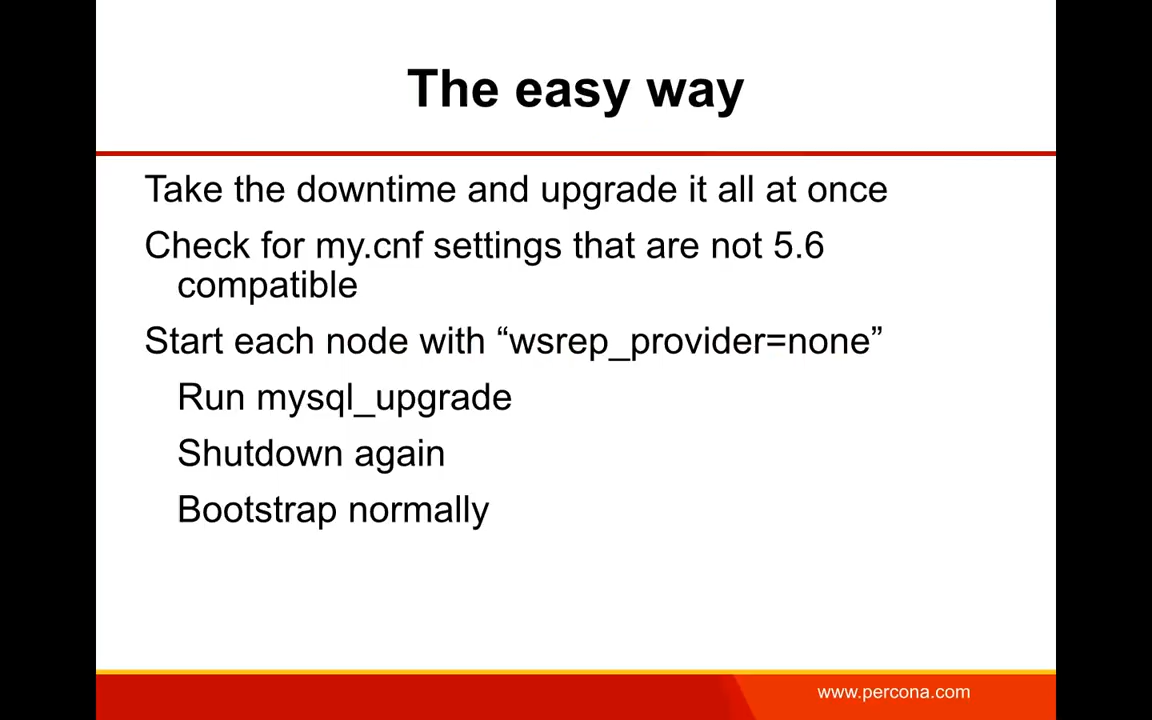 The easy way
Take the downtime and upgrade it all at once
Check for my.cnf settings that are not 5.6
compatible
Start each node with “wsrep_provider=none”
Run mysql_upgrade
Shutdown again
Bootstrap normally
www.percona.com